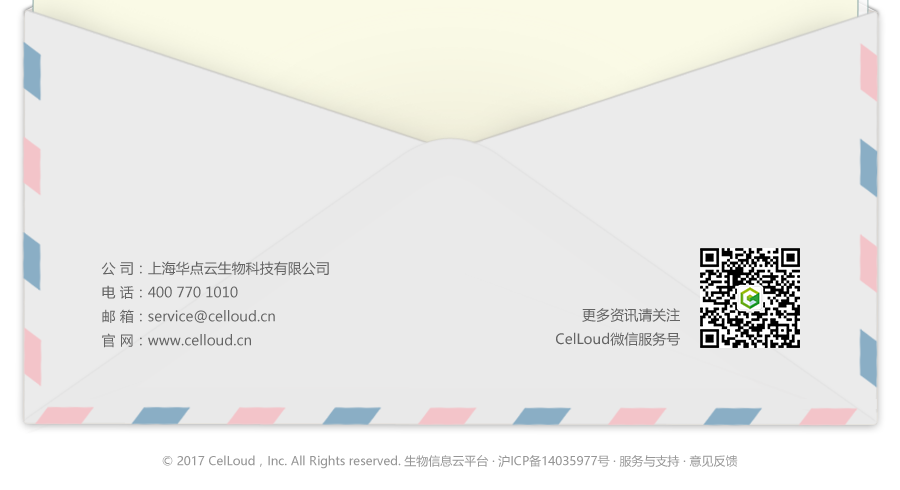 公 司：上海华点云生物科技有限公司
电 话：400 770 1010
邮 箱：service@celloud.cn
官 网：www.celloud.cn
更多资讯请关注
CelLoud微信服务号
© 2017 CelLoud , Inc. All Rights reserved. 生物信息云平台 · 沪ICP备14035977号 · 服务与支持 · 意见反馈